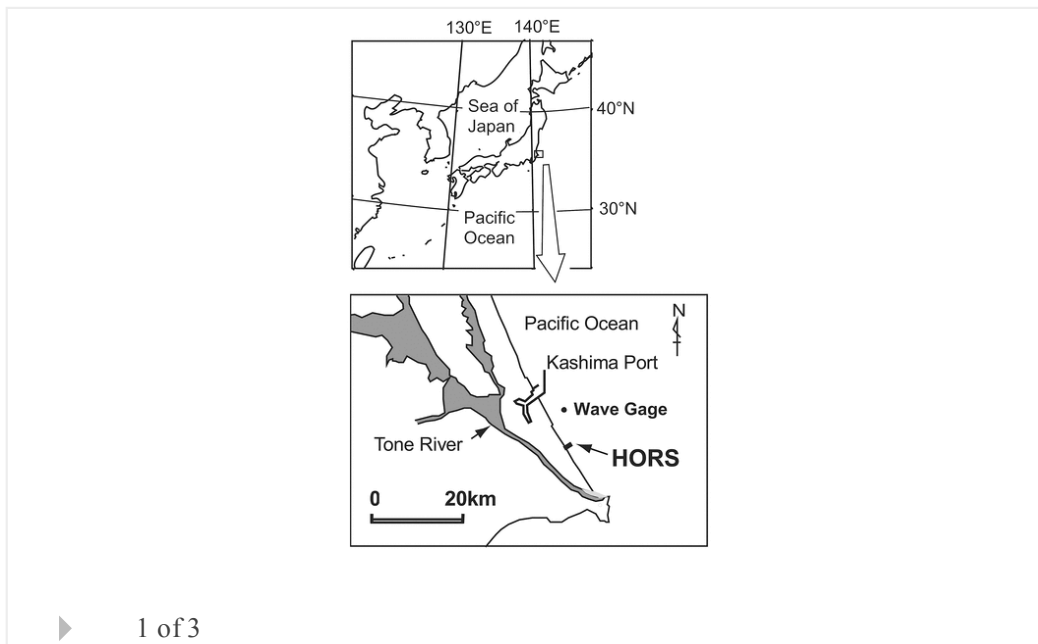 130°E 140°E
Sea of
Japan
40°N
30°N
Pacific
Ocean
Pacific Ocean
N
Kashima Port
Wave Gage
Tone River
HORS
0 20km
1 of 3